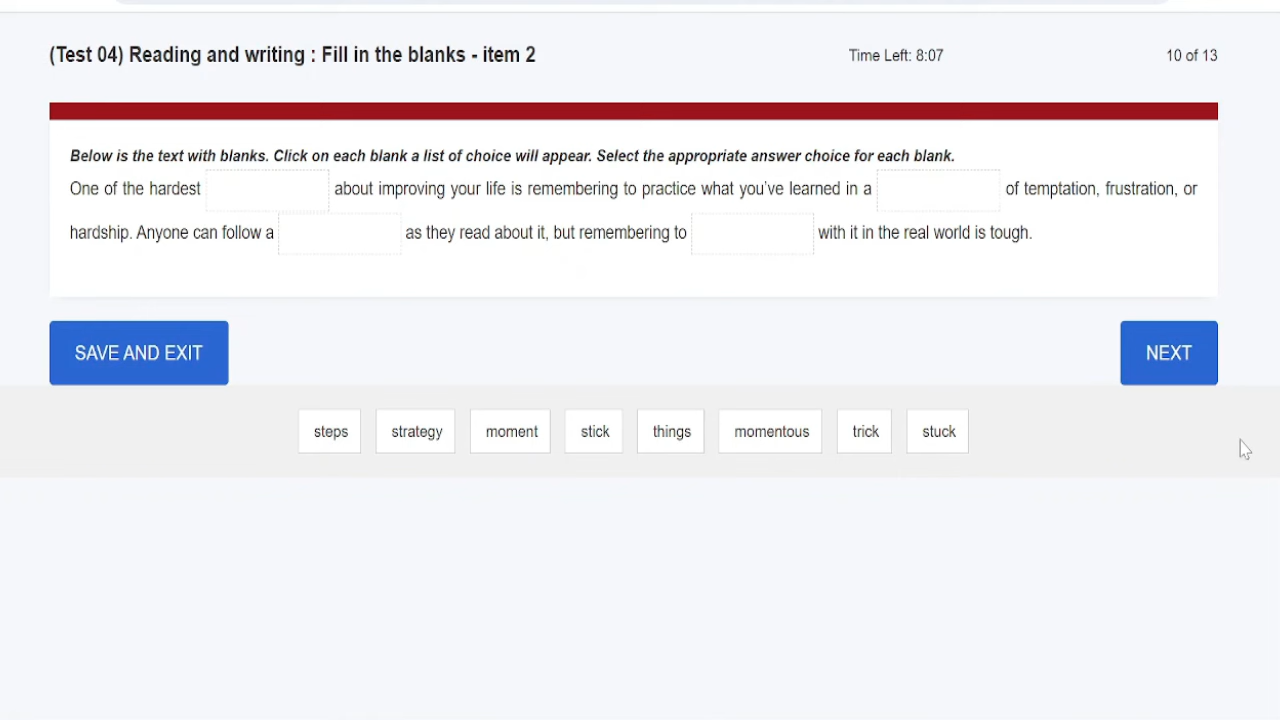 (Test 04) Reading and writing : Fill in the blanks - item 2 Time Left: 8:07 10 of 13
Below is the text with blanks. Click on each blank a list of choice will appear. Select the appropriate answer choice for each blank.
One of the hardest about improving your life is remembering to practice what you've learned in a of temptation, frustration, or
hardship. Anyone can follow a as they read about it, but remembering to with it in the real world is tough.
SAVE AND EXIT NEXT
steps strategy moment stick things momentous trick stuck